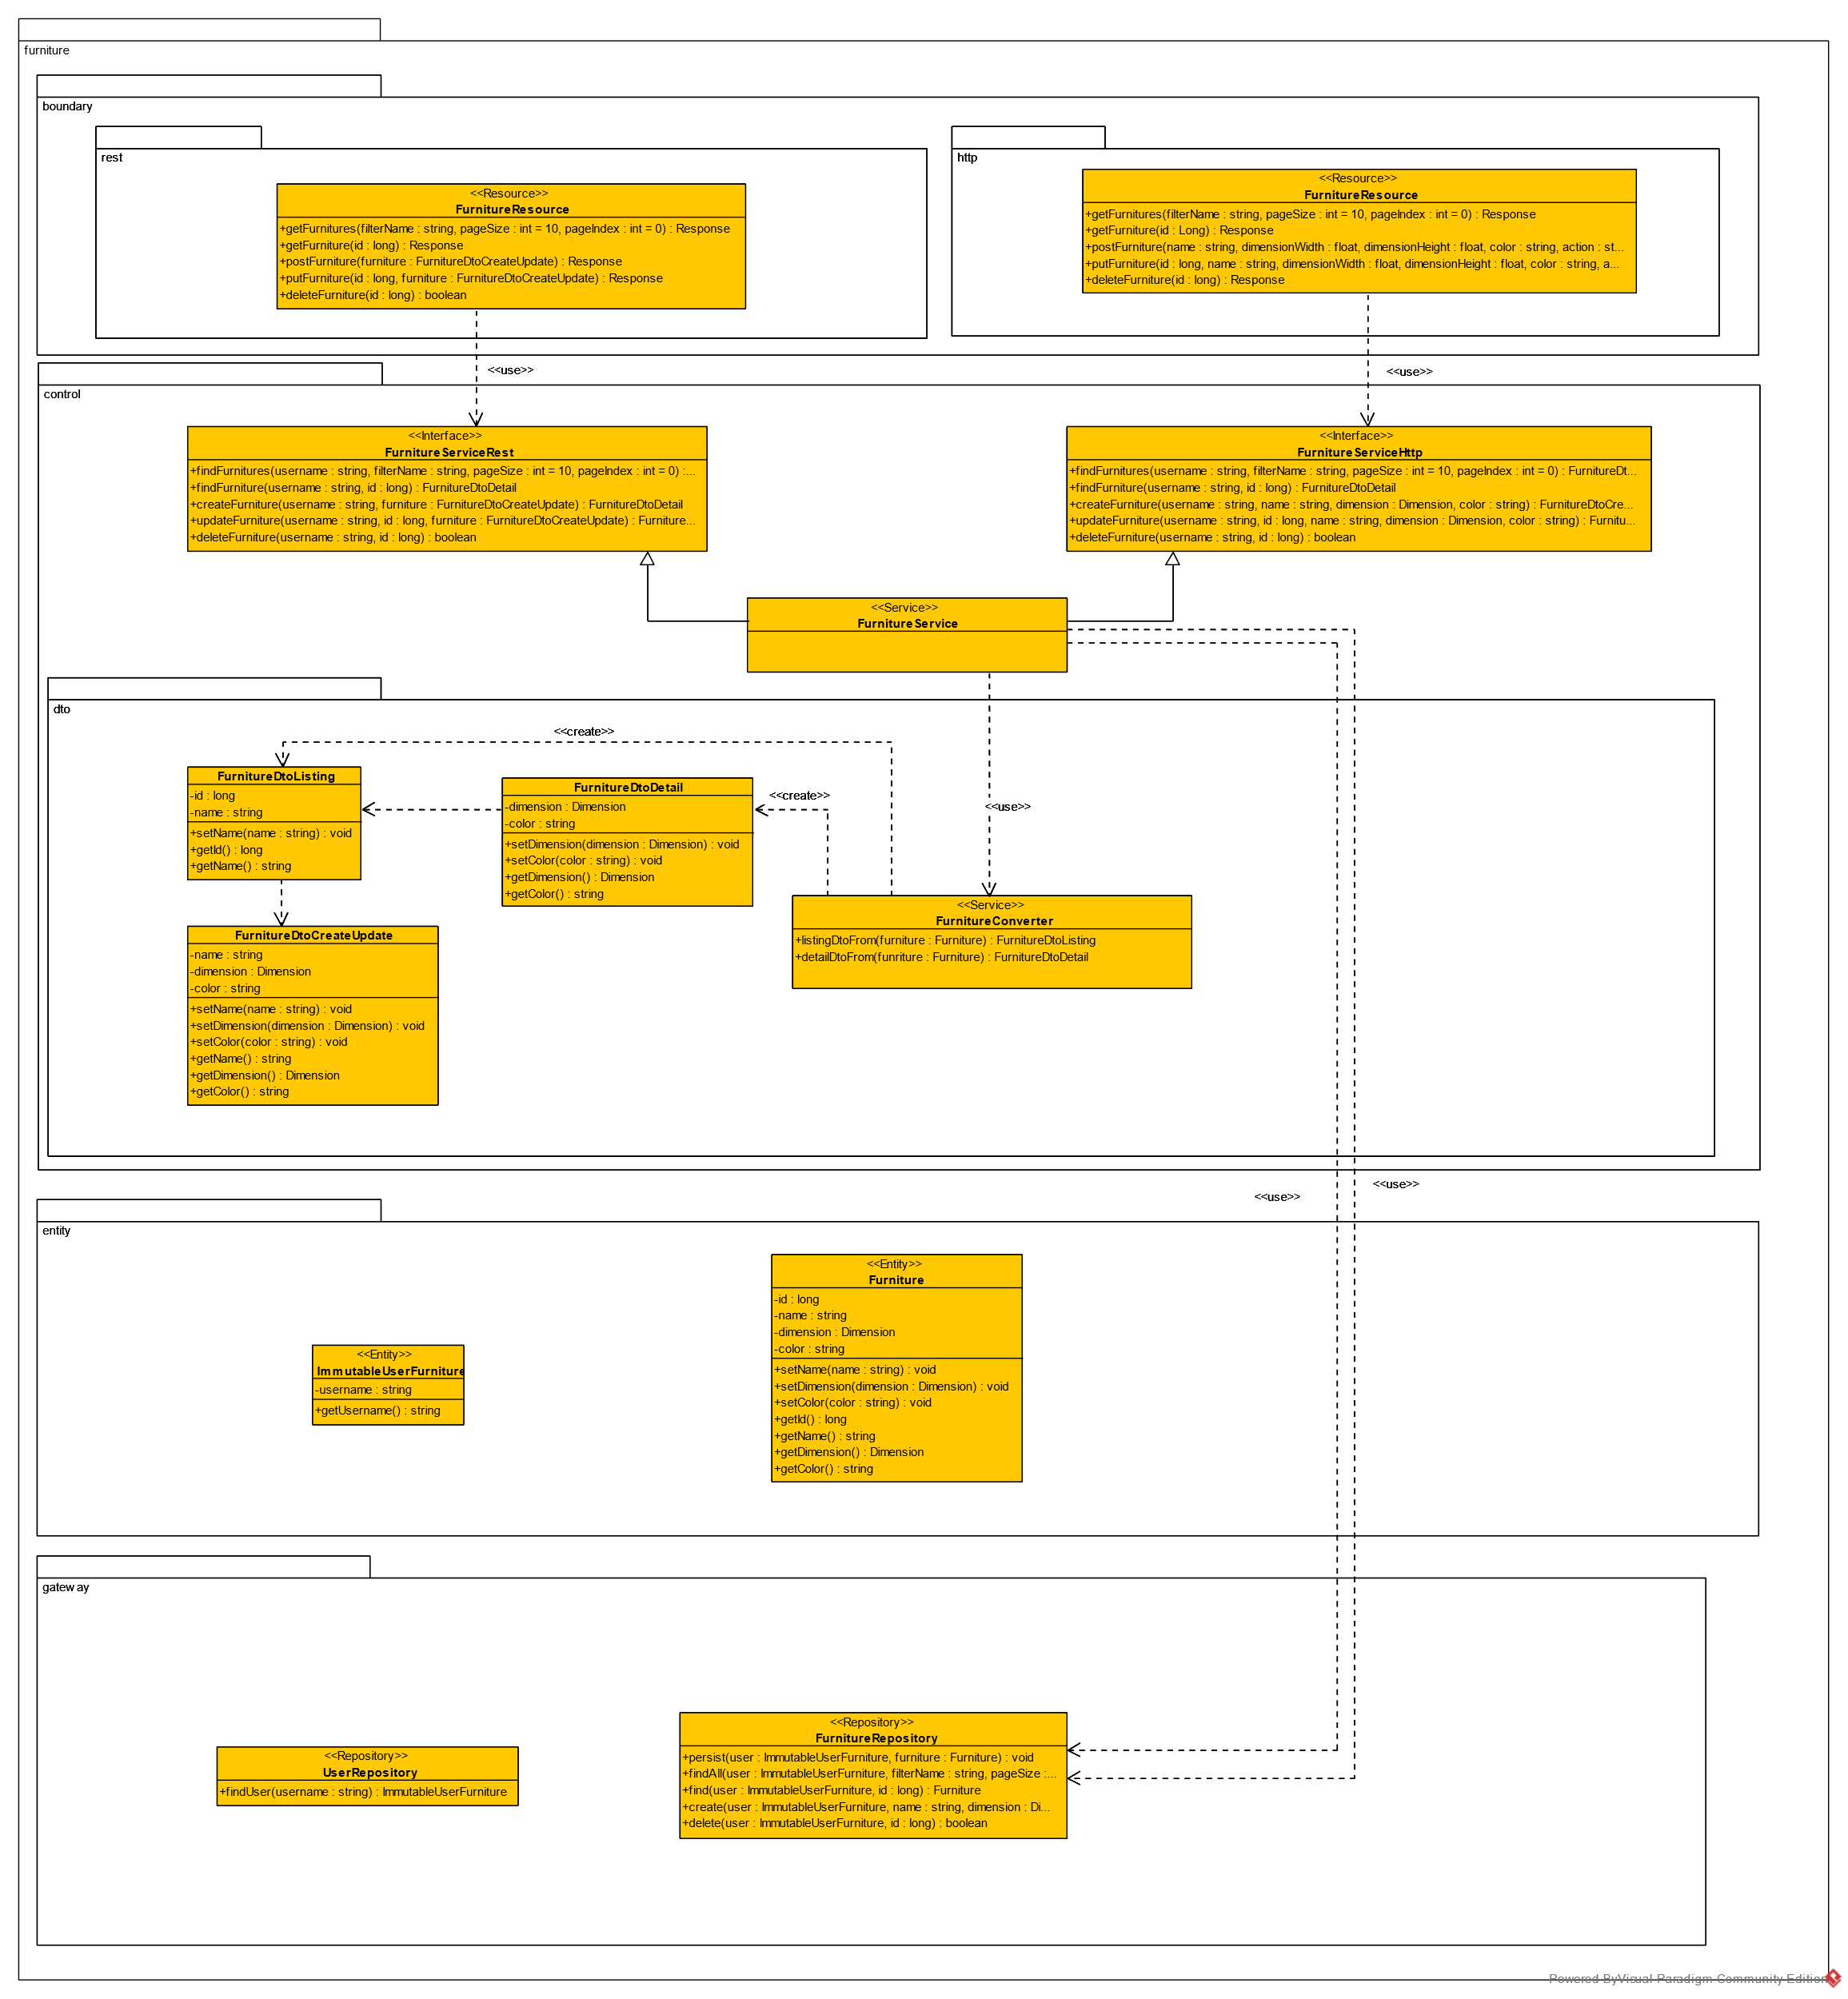 furniture
boundary
rest
<<Resource>>
FurnitureResource
+getFurnitures(filterName : string, pageSize : int = 10, pageIndex : int = 0) : Response
+getFurniture(id : long) : Response
+postFurniture(furniture : FurnitureDtoCreateUpdate) : Response
+putFurniture(id : long, furniture : FurnitureDtoCreateUpdate) : Response
+deleteFurniture(id : long) : boolean
http
<<Resource>>
FurnitureResource
+getFurnitures(filterName : string, pageSize : int = 10, pageIndex : int = 0) : Response
+getFurniture(id : Long) : Response
+postFurniture(name : string, dimensionWidth : float, dimensionHeight : float, color : string, action : st...
+putFurniture(id : long, name : string, dimensionWidth : float, dimensionHeight : float, color : string, a...
+deleteFurniture(id : long) : Response
<<use>>
<<use>>
control
<<Interface>>
FurnitureServiceRest
+findFurnitures(username : string, filterName : string, pageSize : int = 10, pageIndex : int = 0) :...
+findFurniture(username : string, id : long) : FurnitureDtoDetail
+createFurniture(username : string, furniture : FurnitureDtoCreateUpdate) : FurnitureDtoDetail
+updateFurniture(username : string, id : long, furniture : FurnitureDtoCreateUpdate) : Furniture...
+deleteFurniture(username : string, id : long) : boolean
<<Interface>>
FurnitureServiceHttp
+findFurnitures(username : string, filterName : string, pageSize : int = 10, pageIndex : int = 0) : FurnitureDt...
+findFurniture(username : string, id : long) : FurnitureDtoDetail
+createFurniture(username : string, name : string, dimension : Dimension, color : string) : FurnitureDtoCre...
+updateFurniture(username : string, id : long, name : string, dimension : Dimension, color : string) : Furnitu...
+deleteFurniture(username : string, id : long) : boolean
<<Service>>
FurnitureService
dto
<<create>>
FurnitureDtoListing
-id : long
-name : string
+setName(name : string) : void
+getId() : long
+getName() : string
FurnitureDtoDetail
-dimension : Dimension
-color : string
+setDimension(dimension : Dimension) : void
+setColor(color : string) : void
+getDimension() : Dimension
+getColor() : string
<<create>>
<<use>>
<<Service>>
FurnitureConverter
+listingDtoFrom(furniture : Furniture) : FurnitureDtoListing
+detailDtoFrom(funriture : Furniture) : FurnitureDtoDetail
FurnitureDtoCreateUpdate
-name : string
-dimension : Dimension
-color : string
+setName(name : string) : void
+setDimension(dimension : Dimension) : void
+setColor(color : string) : void
+getName() : string
+getDimension() : Dimension
+getColor() : string
<<use>>
<<use>>
entity
<<Entity>>
Furniture
-id : long
-name : string
-dimension : Dimension
-color : string
+setName(name : string) : void
+setDimension(dimension : Dimension) : void
+setColor(color : string) : void
+getId() : long
+getName() : string
+getDimension() : Dimension
+getColor() : string
<<Entity>>
ImmutableUserFurniture
-username : string
+getUsername() : string
gateway
<<Repository>>
UserRepository
+findUser(username : string) : ImmutableUserFurniture
<<Repository>>
FurnitureRepository
+persist(user : ImmutableUserFurniture, furniture : Furniture) : void
+findAll(user : ImmutableUserFurniture, filterName : string, pageSize :...
+find(user : ImmutableUserFurniture, id : long) : Furniture
+create(user : ImmutableUserFurniture, name : string, dimension : Di...
+delete(user : ImmutableUserFurniture, id : long) : boolean
Powered ByVisual Paradigm Community Edition